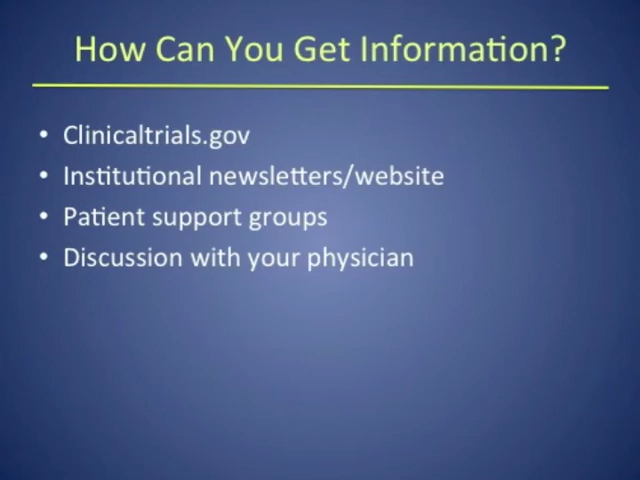 How Can You Get Information?
• Clinicaltrials.gov
• Institutional newsletters/website
• Patient support groups
• Discussion with your physician